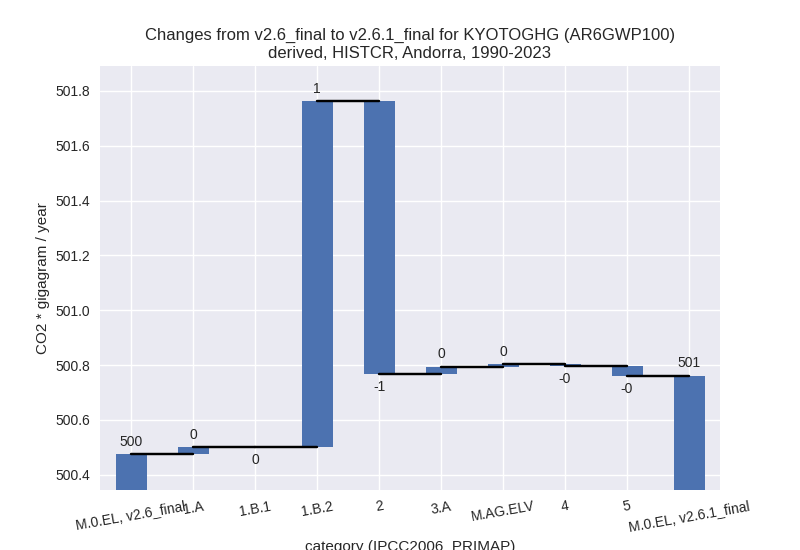 Changes from v2.6_final to v2.6.1_final for KYOTOGHG (AR6GWP100)
derived, HISTCR, Andorra, 1990-2023
CO2 * gigagram / year
501.8
501.6
501.4
501.2
501.0
500.8
500.6
500.4
500
0
0
1
-1
0
0
-0
-0
501
M.0.EL, v2.6_final
1.A
1.B.1
1.B.2
2
3.A
M.AG.ELV
4
5
M.0.EL, v2.6.1_final
category (IPCC2006_PRIMAP)